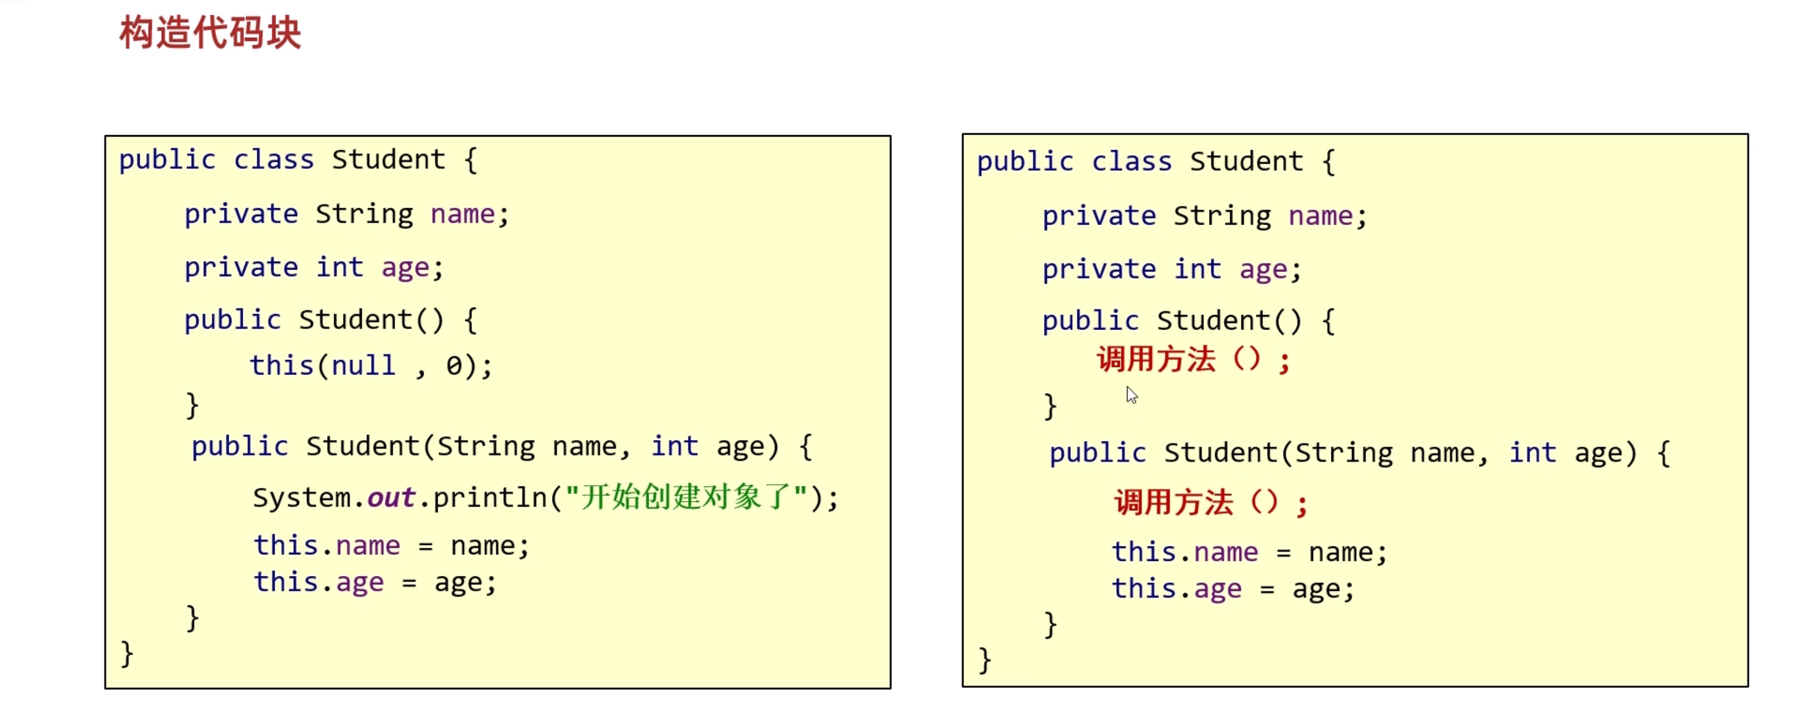 构造代码块
public class Student {
private String name;
private int age;
public Student() {
this(null , 0);
}
public Student(String name, int age) {
System.out.println("开始创建对象了");
this.name = name;
this.age = age;
}
}
public class Student {
private String name;
private int age;
public Student() {
调用方法（）;
}
public Student(String name, int age) {
调用方法（）;
this.name = name;
this.age = age;
}
}